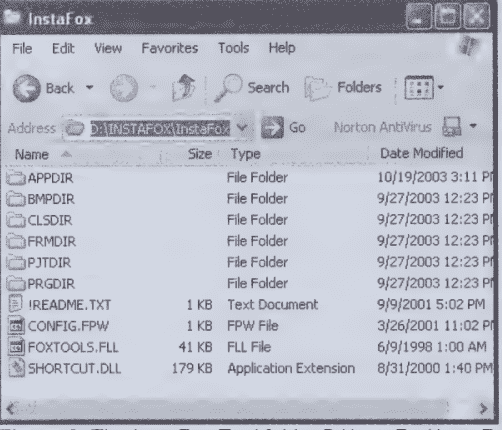 InstaFox
File Edit View Favorites Tools Help
Back Search Folders
Address D:\INSTAFOX\InstaFox Go Norton AntiVirus
Name Size Type Date Modified
APPDIR File Folder 10/19/2003 3:11 P
BMPDIR File Folder 9/27/2003 12:23 P
CLSDIR File Folder 9/27/2003 12:23 P
FRMDIR File Folder 9/27/2003 12:23 P
PJTDIR File Folder 9/27/2003 12:23 P
PRGDIR File Folder 9/27/2003 12:23 P
!README.TXT 1 KB Text Document 9/9/2001 5:02 PM
CONFIG.FPW 1 KB FPW File 3/26/2001 11:02 P
FOXTOOLS.FLL 41 KB FLL File 6/9/1998 1:00 AM
SHORTCUT.DLL 179 KB Application Extension 8/31/2000 1:40 PM